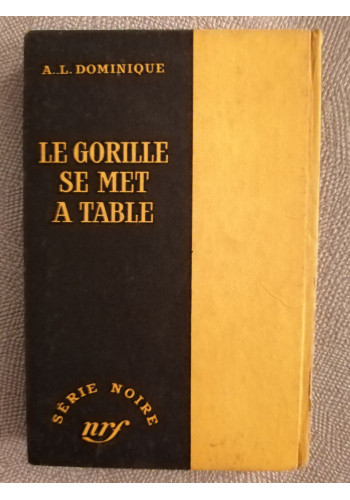 A.-L. DOMINIQUE
LE GORILLE
SE MET
A TABLE
SÉRIE NOIRE
nrf